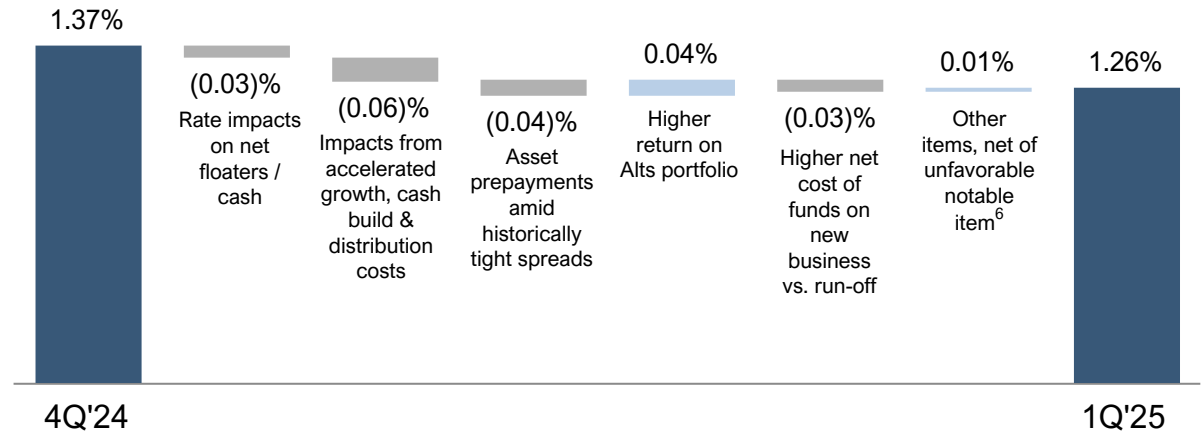 1.37%
(0.03)%
Rate impacts
on net
floaters /
cash
(0.06)%
Impacts from
accelerated
growth, cash
build &
distribution
costs
(0.04)%
Asset
prepayments
amid
historically
tight spreads
0.04%
Higher
return on
Alts portfolio
(0.03)%
Higher net
cost of
funds on
new
business
vs. run-off
0.01%
Other
items, net of
unfavorable
notable
item6
1.26%
4Q'24
1Q'25